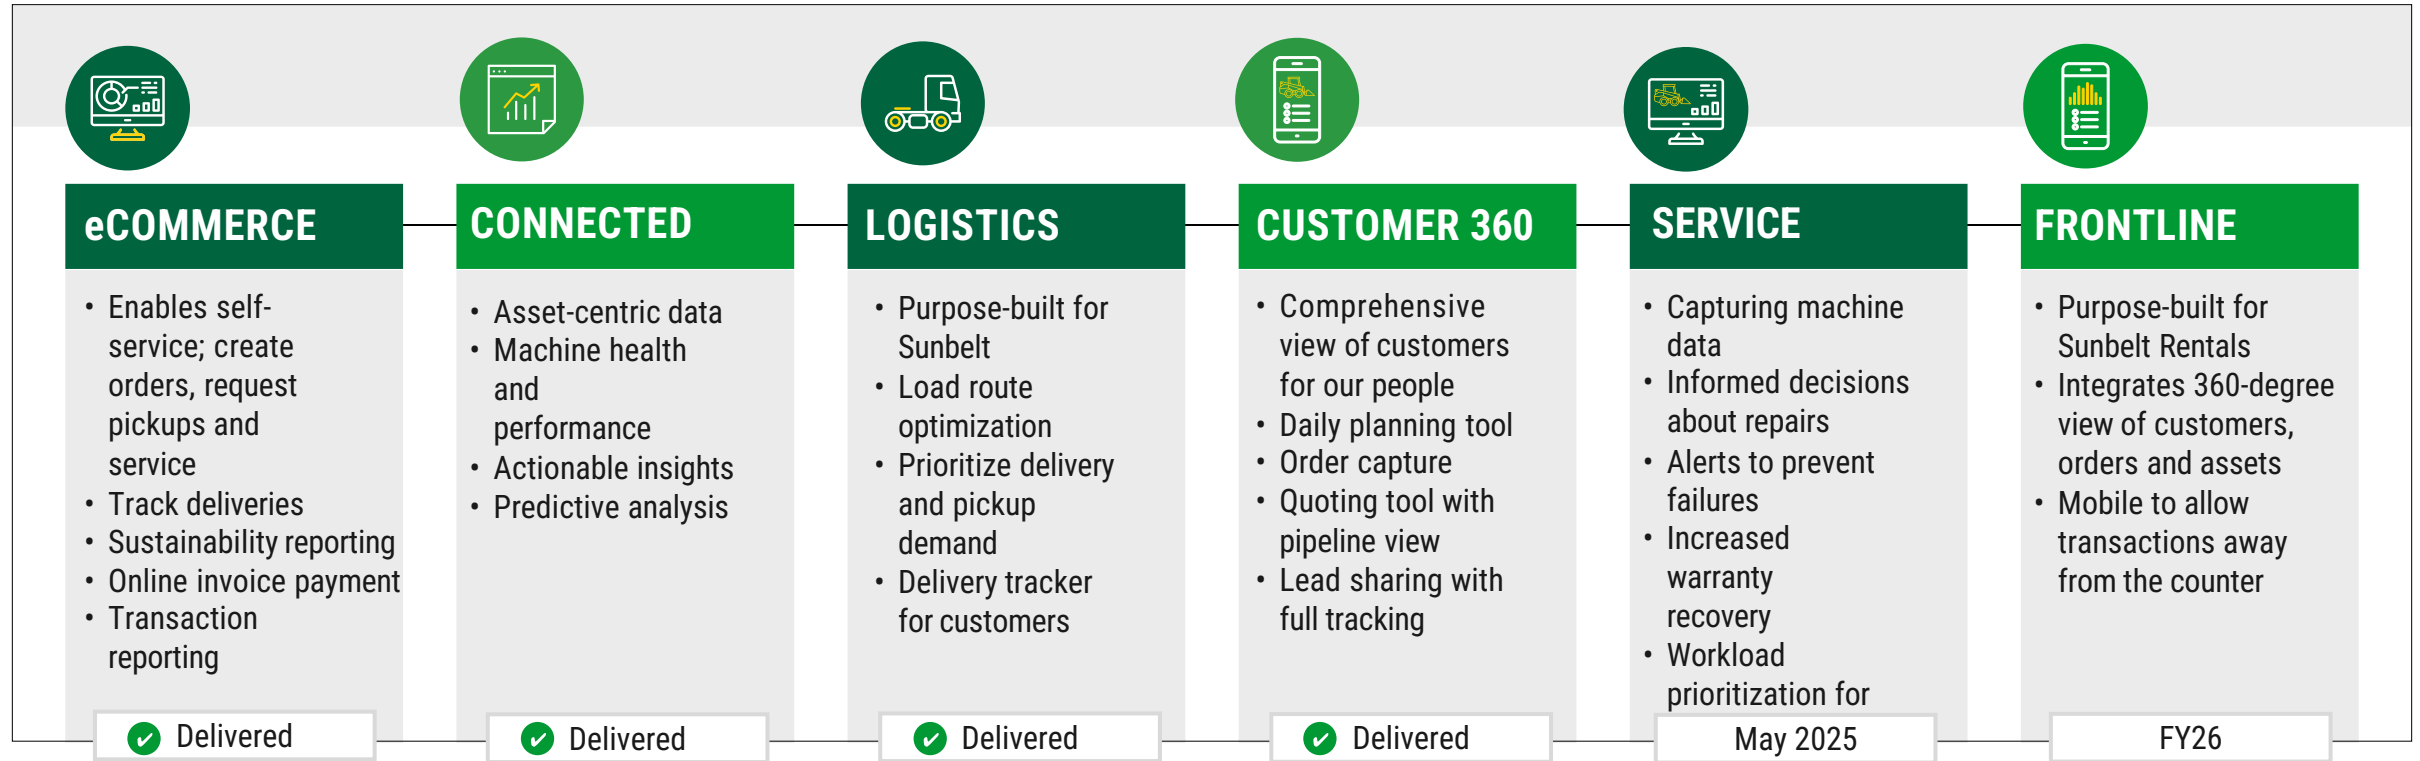 eCOMMERCE
• Enables self-
service; create
orders, request
pickups and
service
• Track deliveries
• Sustainability reporting
• Online invoice payment
• Transaction
reporting
Delivered
CONNECTED
• Asset-centric data
• Machine health
and
performance
• Actionable insights
• Predictive analysis
Delivered
LOGISTICS
• Purpose-built for
Sunbelt
• Load route
optimization
• Prioritize delivery
and pickup
demand
• Delivery tracker
for customers
Delivered
CUSTOMER 360
• Comprehensive
view of customers
for our people
• Daily planning tool
• Order capture
• Quoting tool with
pipeline view
• Lead sharing with
full tracking
Delivered
SERVICE
• Capturing machine
data
• Informed decisions
about repairs
• Alerts to prevent
failures
• Increased
warranty
recovery
• Workload
prioritization for
May 2025
FRONTLINE
• Purpose-built for
Sunbelt Rentals
• Integrates 360-degree
view of customers,
orders and assets
• Mobile to allow
transactions away
from the counter
FY26